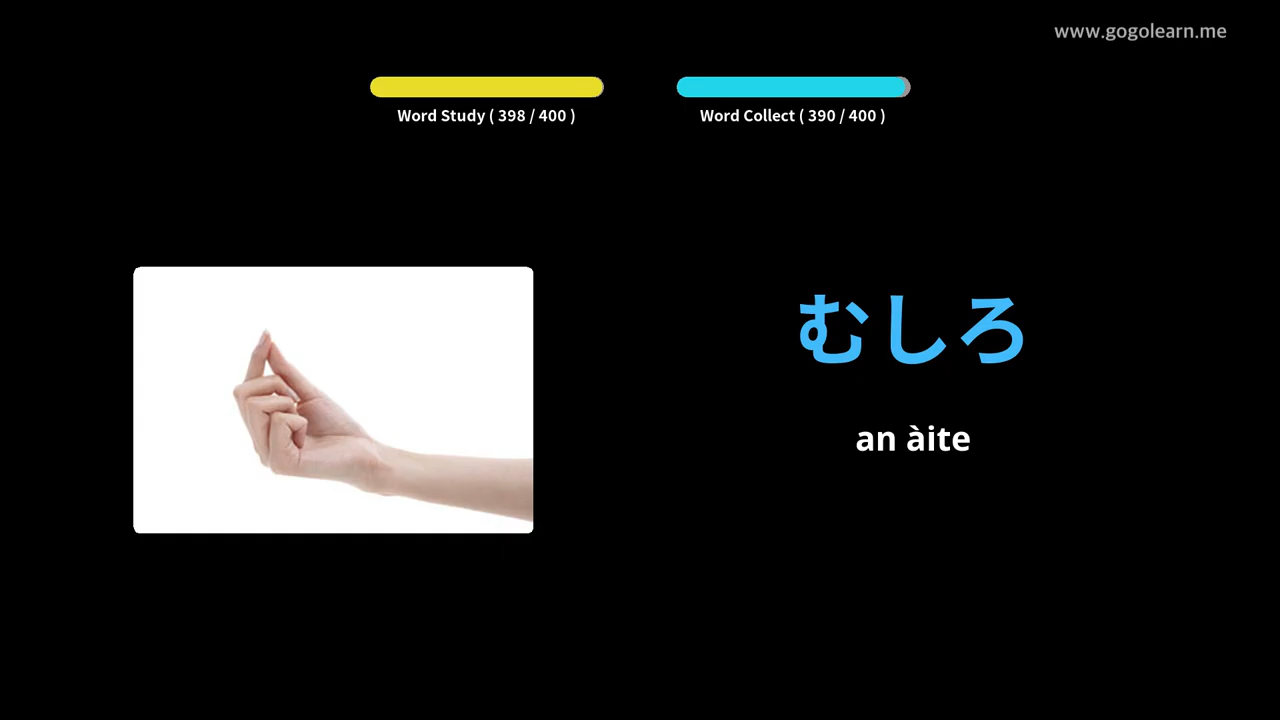 www.gogolearn.me
Word Study ( 398 / 400 )
Word Collect ( 390 / 400 )
むしろ
an àite